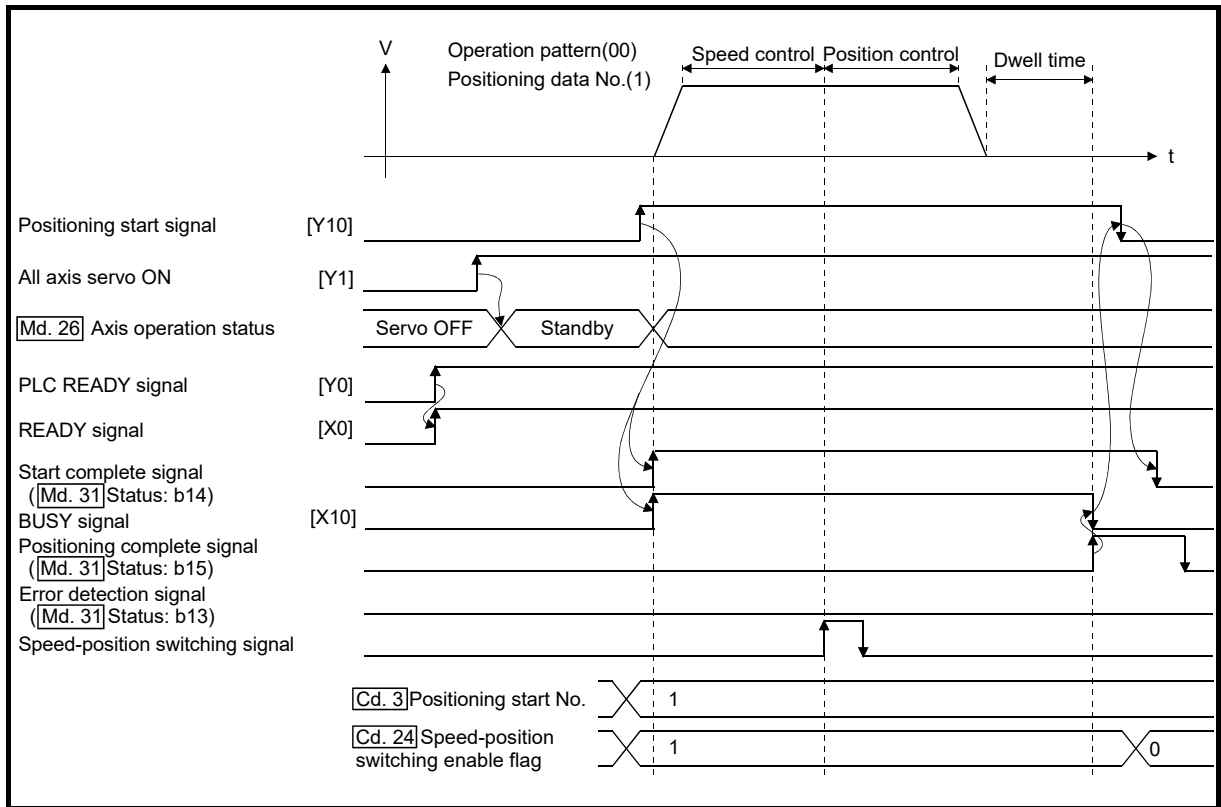 V
Operation pattern(00)
Positioning data No.(1)
Speed control
Position control
Dwell time
t
Positioning start signal [Y10]
All axis servo ON [Y1]
Md. 26 Axis operation status
Servo OFF
Standby
PLC READY signal [Y0]
READY signal [X0]
Start complete signal
(Md. 31 Status: b14)
BUSY signal [X10]
Positioning complete signal
(Md. 31 Status: b15)
Error detection signal
(Md. 31 Status: b13)
Speed-position switching signal
Cd. 3 Positioning start No.
1
Cd. 24 Speed-position
switching enable flag
1
0